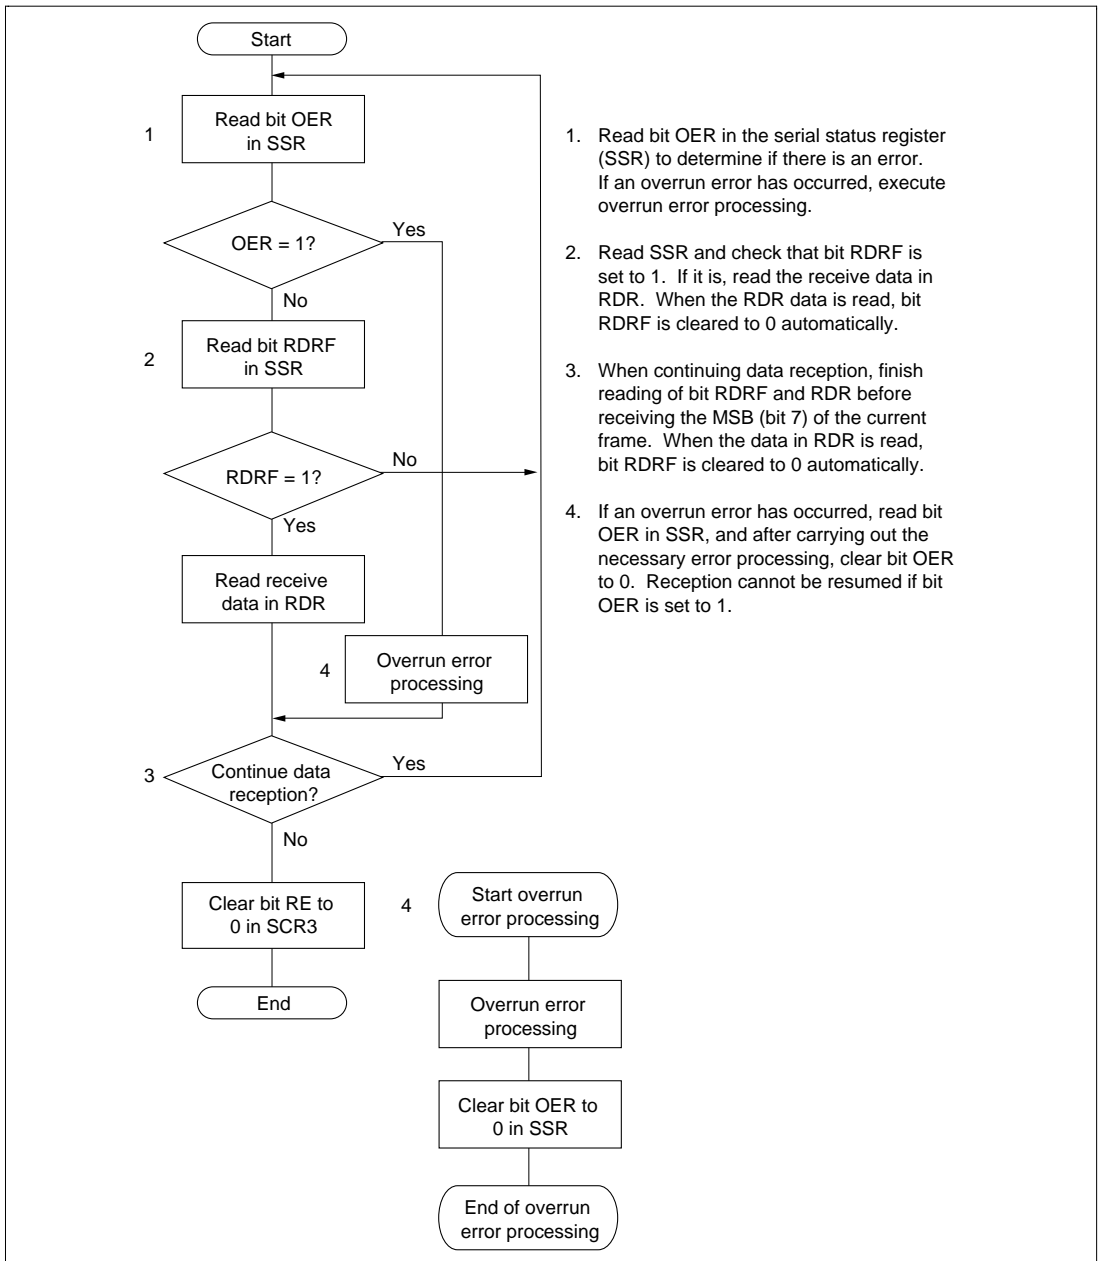 Start
1
Read bit OER
in SSR
OER = 1?
Yes
No
2
Read bit RDRF
in SSR
RDRF = 1?
No
Yes
Read receive
data in RDR
4
Overrun error
processing
3
Continue data
reception?
Yes
No
Clear bit RE to
0 in SCR3
End
4
Start overrun
error processing
Overrun error
processing
Clear bit OER to
0 in SSR
End of overrun
error processing
1. Read bit OER in the serial status register
(SSR) to determine if there is an error.
If an overrun error has occurred, execute
overrun error processing.
2. Read SSR and check that bit RDRF is
set to 1. If it is, read the receive data in
RDR. When the RDR data is read, bit
RDRF is cleared to 0 automatically.
3. When continuing data reception, finish
reading of bit RDRF and RDR before
receiving the MSB (bit 7) of the current
frame. When the data in RDR is read,
bit RDRF is cleared to 0 automatically.
4. If an overrun error has occurred, read bit
OER in SSR, and after carrying out the
necessary error processing, clear bit OER
to 0. Reception cannot be resumed if bit
OER is set to 1.